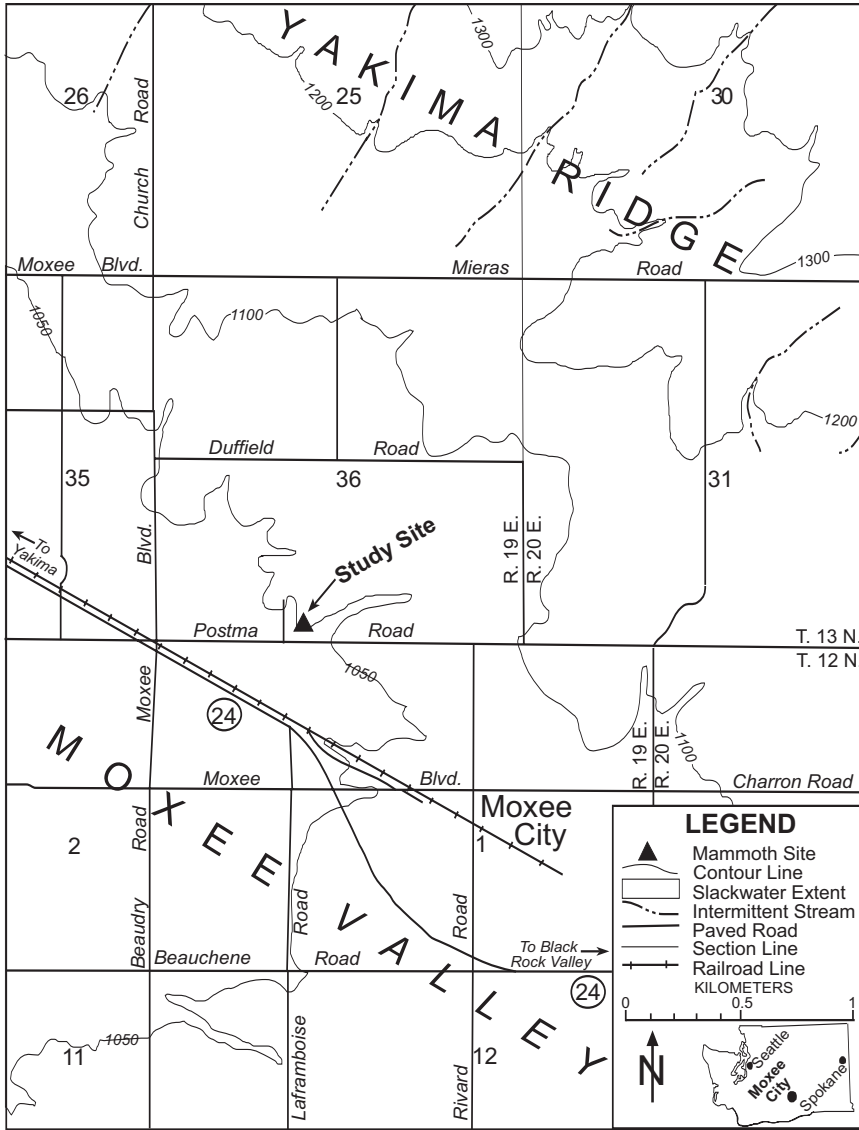 YAKIMA RIDGE
1300
1200
26
25
30
Church Road
Moxee Blvd.
Mieras Road
1300
1050
1100
1200
Duffield Road
35
36
31
R. 19 E.
R. 20 E.
To Yakima
Blvd.
Study Site
Postma Road
T. 13 N.
T. 12 N.
1050
Moxee
24
R. 19 E.
R. 20 E.
1100
MOXEE VALLEY
Moxee Blvd.
Charron Road
Moxee City
2
1
Road
Road
Road
Beaudry
Beauchene Road
To Black Rock Valley
24
1050
11
12
Laframboise
Rivard
LEGEND
Mammoth Site
Contour Line
Slackwater Extent
Intermittent Stream
Paved Road
Section Line
Railroad Line
KILOMETERS
0 0.5 1
N
Seattle
Moxee City
Spokane